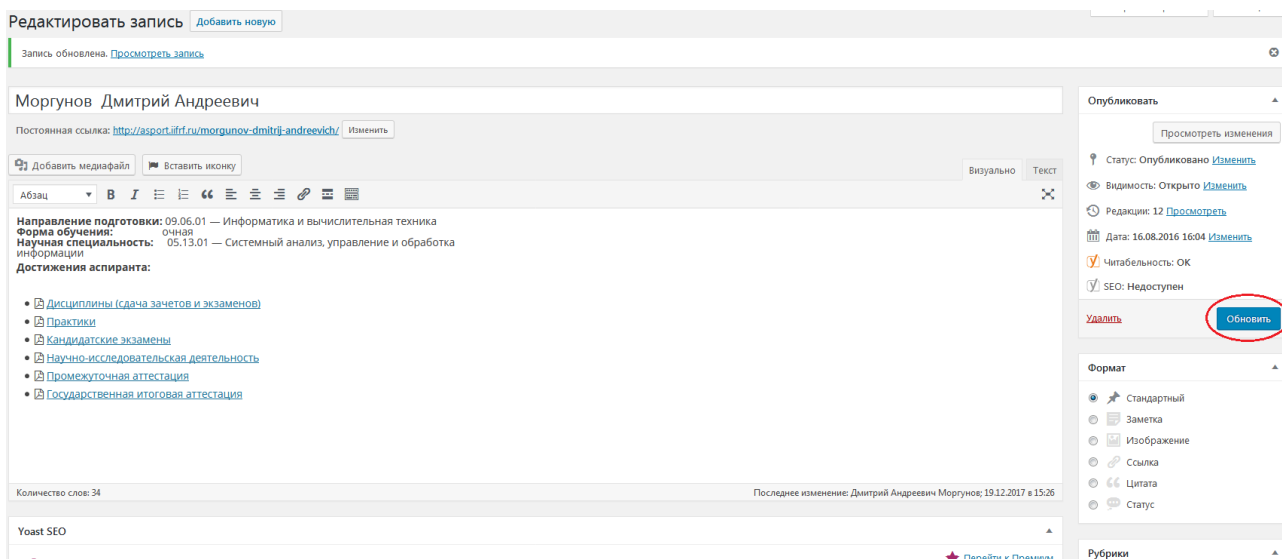 Редактировать запись Добавить новую
Запись обновлена. Просмотреть запись
Моргунов Дмитрий Андреевич
Постоянная ссылка: http://asport.iifrf.ru/morgunov-dmitrij-andreevich/ Изменить
Добавить медиафайл Вставить иконку
Визуально Текст
Абзац
Направление подготовки: 09.06.01 — Информатика и вычислительная техника
Форма обучения: очная
Научная специальность: 05.13.01 — Системный анализ, управление и обработка
информации
Достижения аспиранта:
Дисциплины (сдача зачетов и экзаменов)
Практики
Кандидатские экзамены
Научно-исследовательская деятельность
Промежуточная аттестация
Государственная итоговая аттестация
Количество слов: 34
Последнее изменение: Дмитрий Андреевич Моргунов; 19.12.2017 в 15:26
Yoast SEO
Перейти к Премиум
Опубликовать
Просмотреть изменения
Статус: Опубликовано Изменить
Видимость: Открыто Изменить
Редакции: 12 Просмотреть
Дата: 16.08.2016 16:04 Изменить
Читабельность: OK
SEO: Недоступен
Удалить Обновить
Формат
Стандартный
Заметка
Изображение
Ссылка
Цитата
Статус
Рубрики